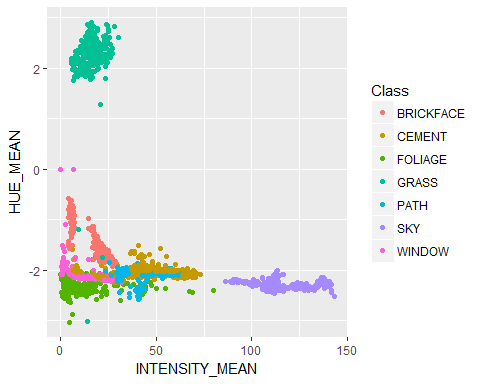 HUE_MEAN
2
0
-2
0
50
100
150
INTENSITY_MEAN
Class
BRICKFACE
CEMENT
FOLIAGE
GRASS
PATH
SKY
WINDOW